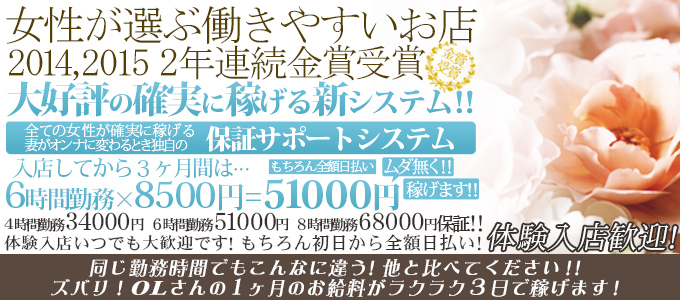 女性が選ぶ働きやすいお店
2014,2015 2年連続金賞受賞
金賞
受賞
大好評の確実に稼げる新システム!!
全ての女性が確実に稼げる
妻がオンナに変わるとき独自の
保証サポートシステム
入店してから3ヶ月間は… もちろん全額日払い ムダ無く!!
6時間勤務×8500円=51000円 稼げます!!
4時間勤務34000円 6時間勤務51000円 8時間勤務68000円保証!!
体験入店いつでも大歓迎です! もちろん初日から全額日払い!
体験入店歓迎!
同じ勤務時間でもこんなに違う! 他と比べてください!!
ズバリ!OLさんの1ヶ月のお給料がラクラク3日で稼げます!